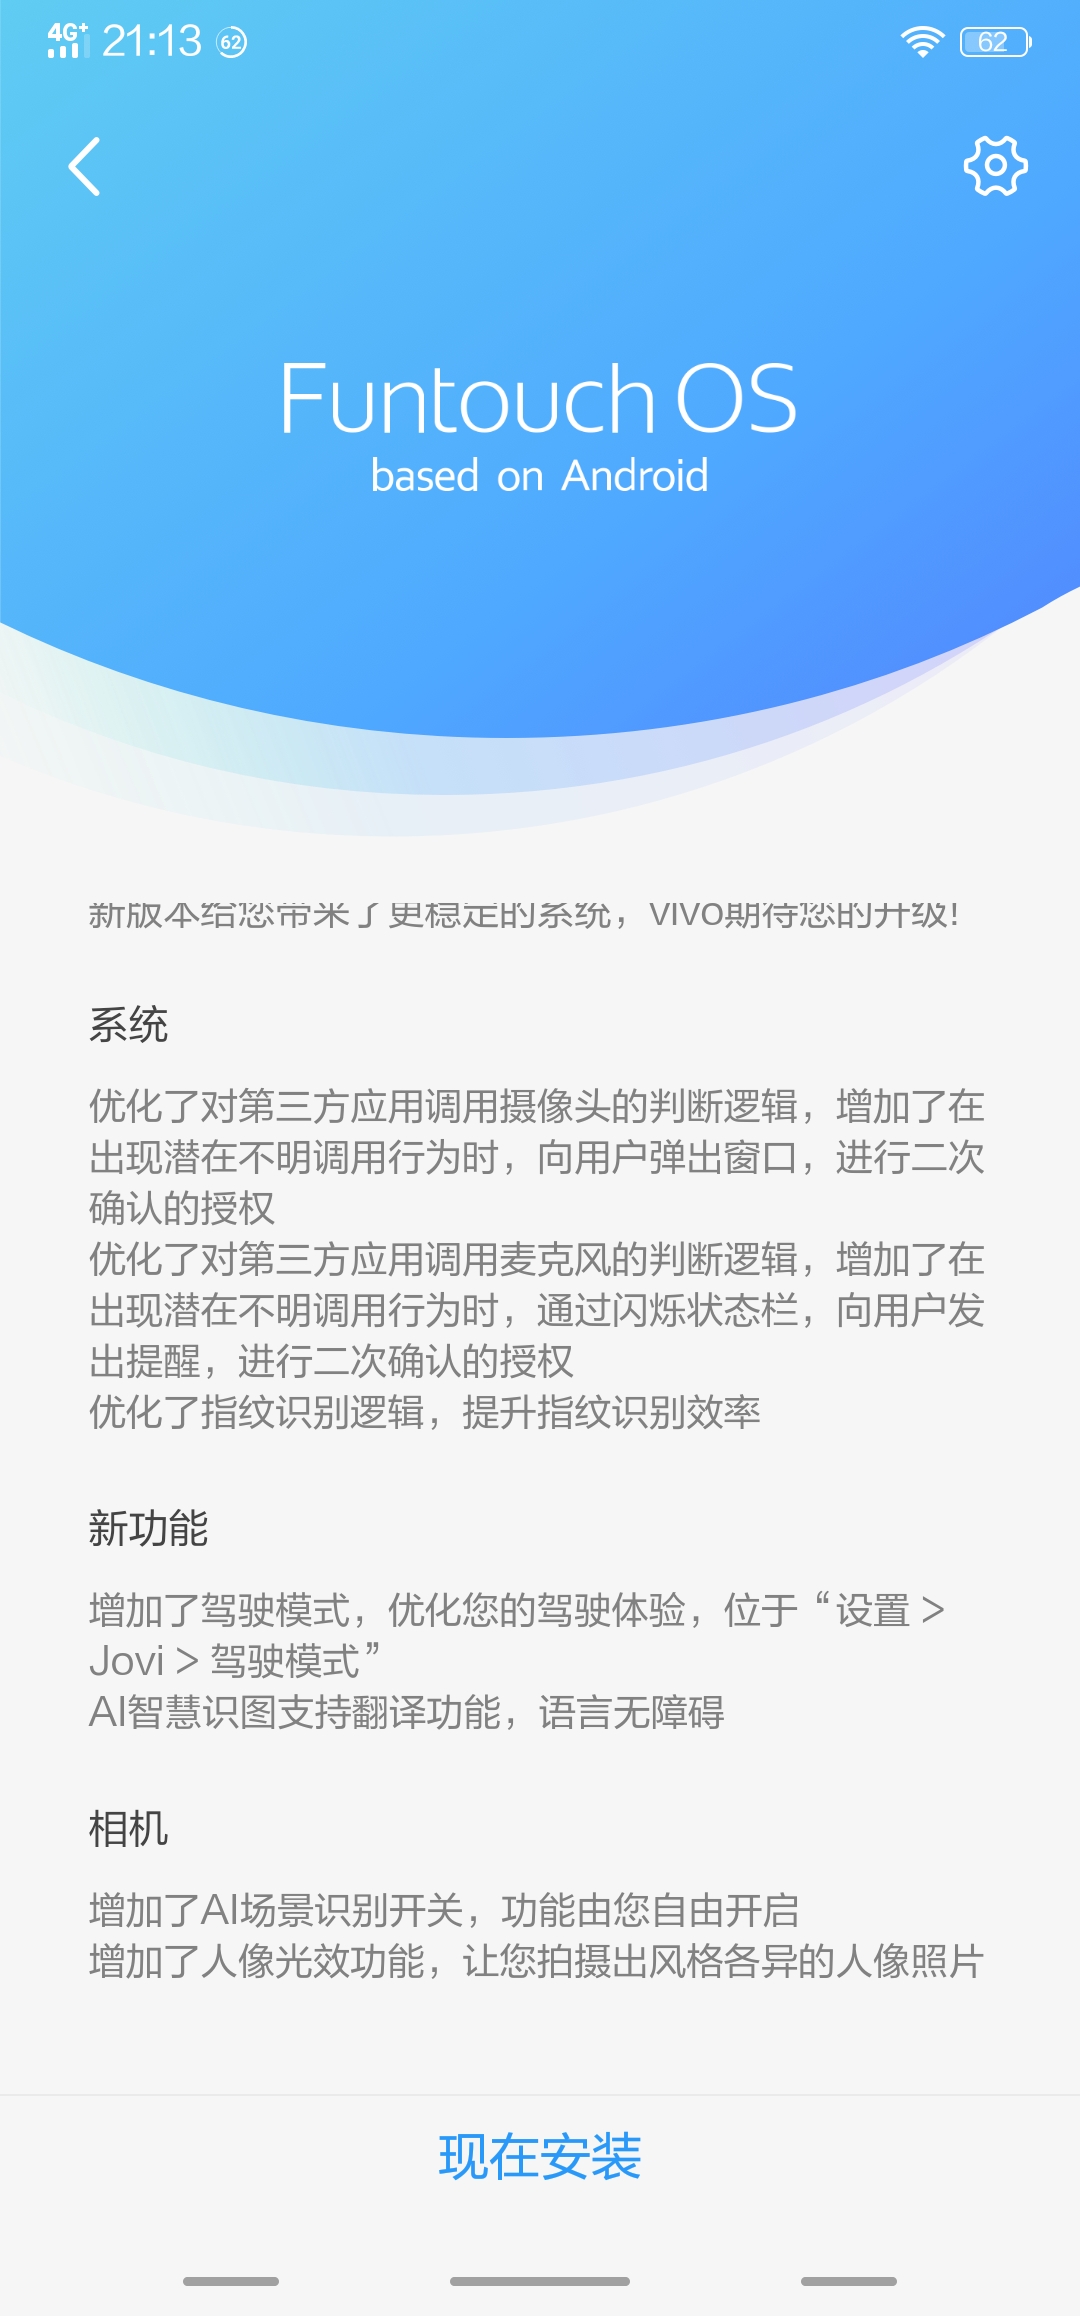 4G+ 21:13 62 62
Funtouch OS
based on Android
新版本给您带来了更稳定的系统，vivo期待您的升级!
系统
优化了对第三方应用调用摄像头的判断逻辑，增加了在
出现潜在不明调用行为时，向用户弹出窗口，进行二次
确认的授权
优化了对第三方应用调用麦克风的判断逻辑，增加了在
出现潜在不明调用行为时，通过闪烁状态栏，向用户发
出提醒，进行二次确认的授权
优化了指纹识别逻辑，提升指纹识别效率
新功能
增加了驾驶模式，优化您的驾驶体验，位于“设置 >
Jovi > 驾驶模式”
AI智慧识图支持翻译功能，语言无障碍
相机
增加了AI场景识别开关，功能由您自由开启
增加了人像光效功能，让您拍摄出风格各异的人像照片
现在安装